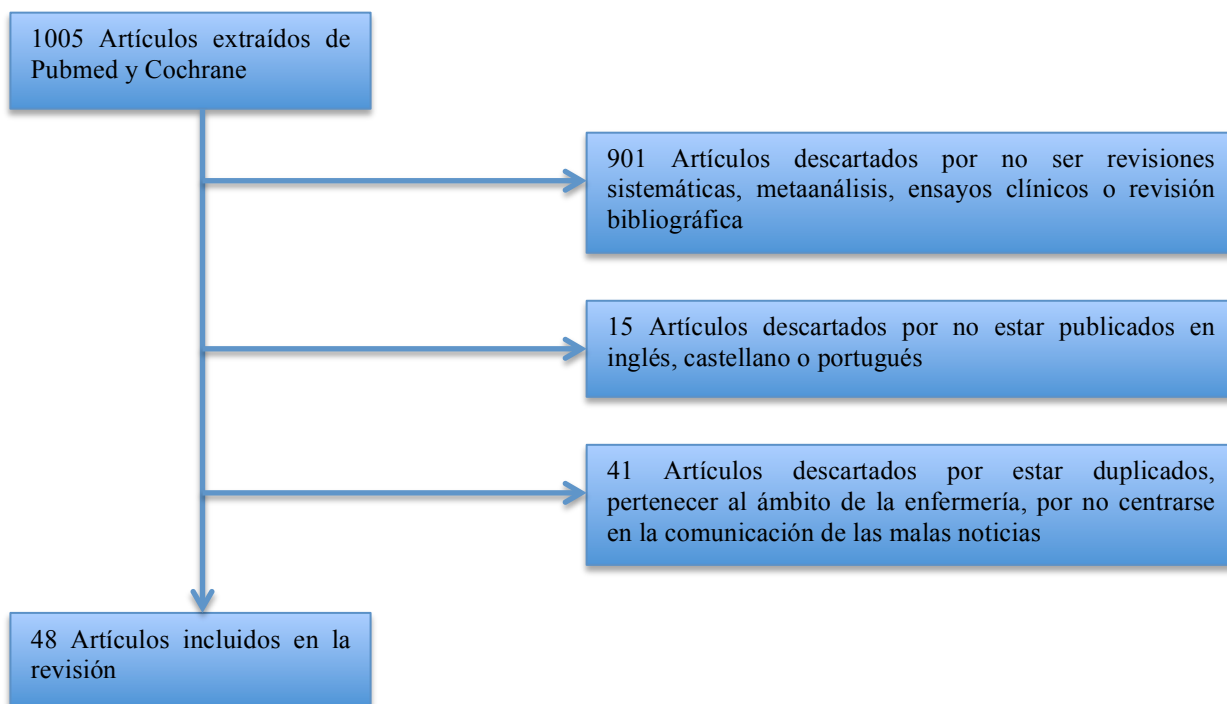 1005 Artículos extraídos de
Pubmed y Cochrane
901 Artículos descartados por no ser revisiones
sistemáticas, metaanálisis, ensayos clínicos o revisión
bibliográfica
15 Artículos descartados por no estar publicados en
inglés, castellano o portugués
41 Artículos descartados por estar duplicados,
pertenecer al ámbito de la enfermería, por no centrarse
en la comunicación de las malas noticias
48 Artículos incluidos en la
revisión